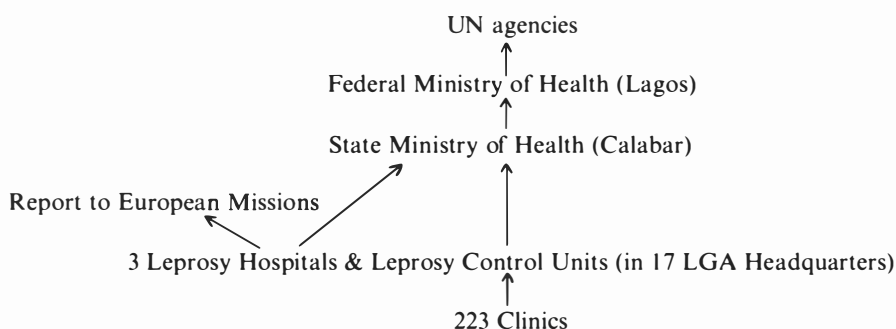 UN agencies
Federal Ministry of Health (Lagos)
State Ministry of Health (Calabar)
Report to European Missions
3 Leprosy Hospitals & Leprosy Control Units (in 17 LGA Headquarters)
223 Clinics